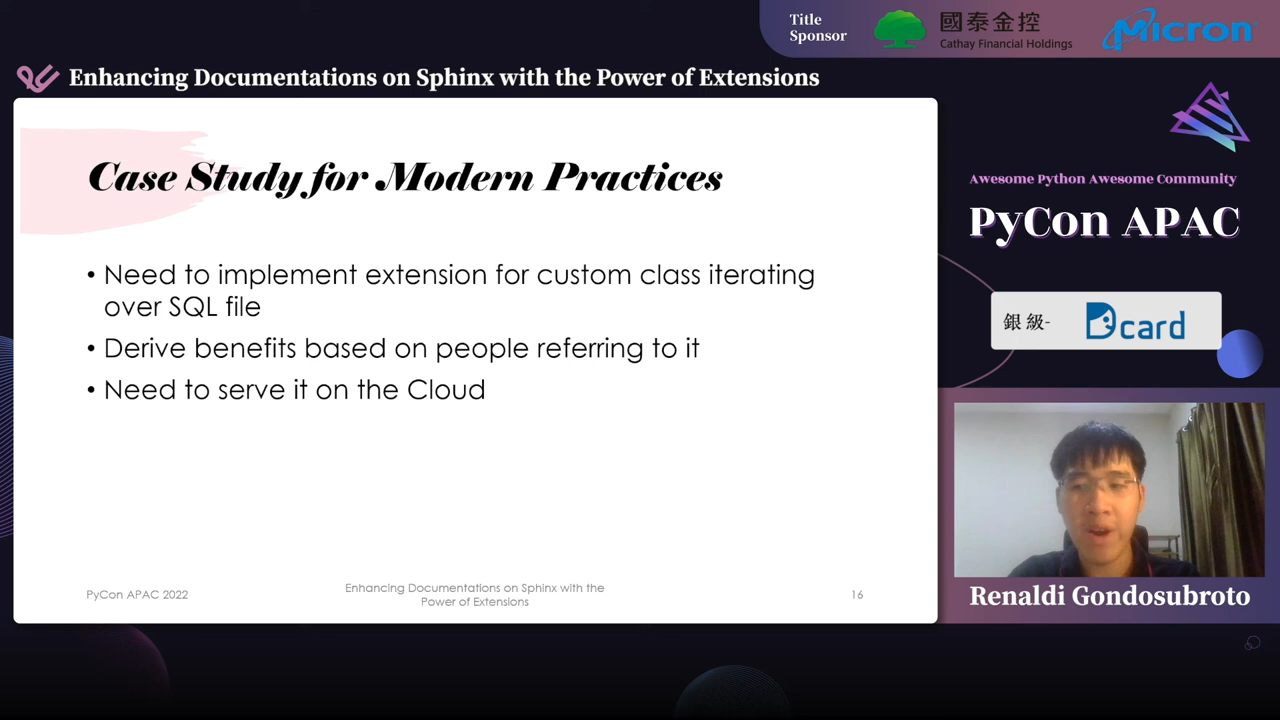 Title
Sponsor
國泰金控
Cathay Financial Holdings
Micron
Enhancing Documentations on Sphinx with the Power of Extensions
Case Study for Modern Practices
• Need to implement extension for custom class iterating
over SQL file
• Derive benefits based on people referring to it
• Need to serve it on the Cloud
PyCon APAC 2022
Enhancing Documentations on Sphinx with the
Power of Extensions
16
Awesome Python Awesome Community
PyCon APAC
銀級-
Dcard
Renaldi Gondosubroto